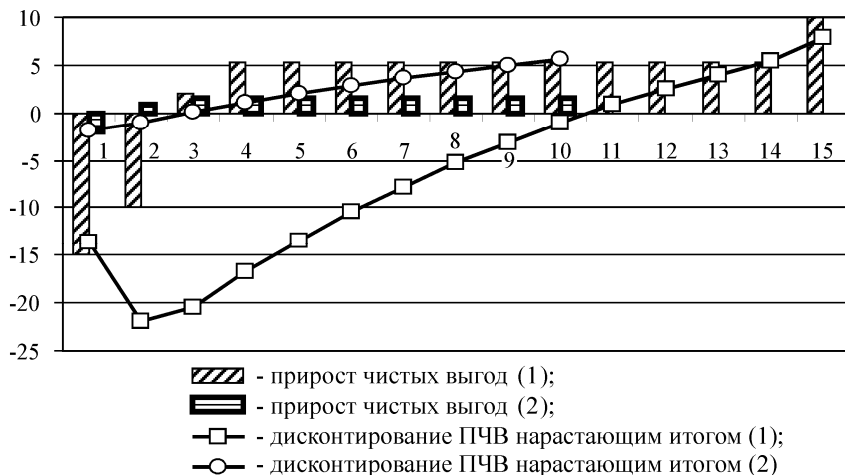 10
5
0
-5
-10
-15
-20
-25
1 2 3 4 5 6 7 8 9 10 11 12 13 14 15
- прирост чистых выгод (1);
- прирост чистых выгод (2);
- дисконтирование ПЧВ нарастающим итогом (1);
- дисконтирование ПЧВ нарастающим итогом (2)